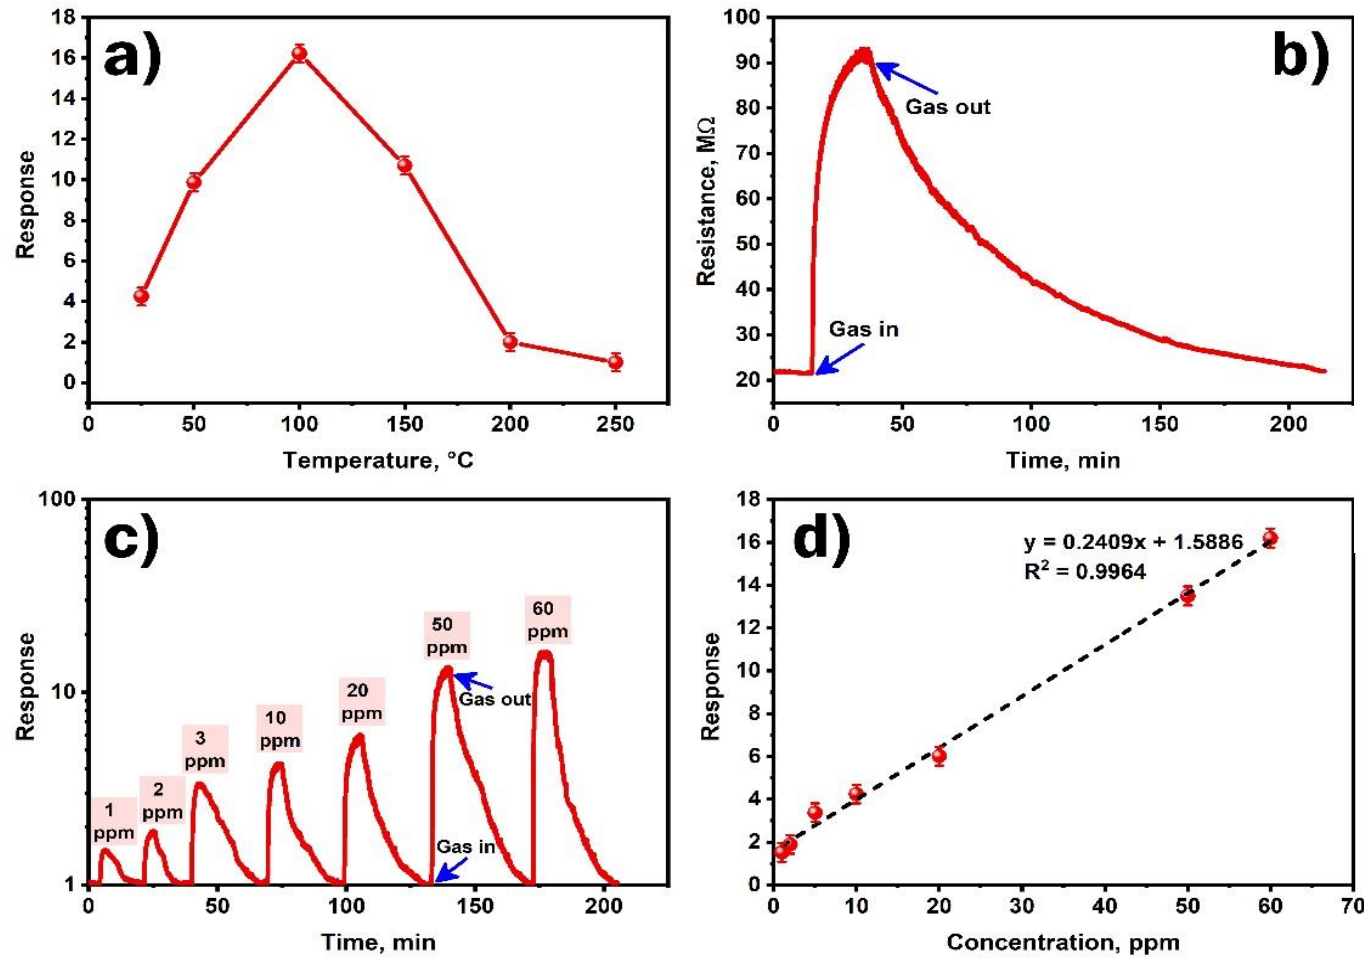 a)
18
16
14
12
10
8
6
4
2
0
Response
0 50 100 150 200 250
Temperature, °C
b)
100
90
80
70
60
50
40
30
20
Resistance, MΩ
Gas out
Gas in
0 50 100 150 200
Time, min
c)
100
10
1
Response
1
ppm
2
ppm
3
ppm
10
ppm
20
ppm
50
ppm
60
ppm
Gas out
Gas in
0 50 100 150 200
Time, min
d)
18
16
14
12
10
8
6
4
2
0
Response
y = 0.2409x + 1.5886
R² = 0.9964
0 10 20 30 40 50 60 70
Concentration, ppm